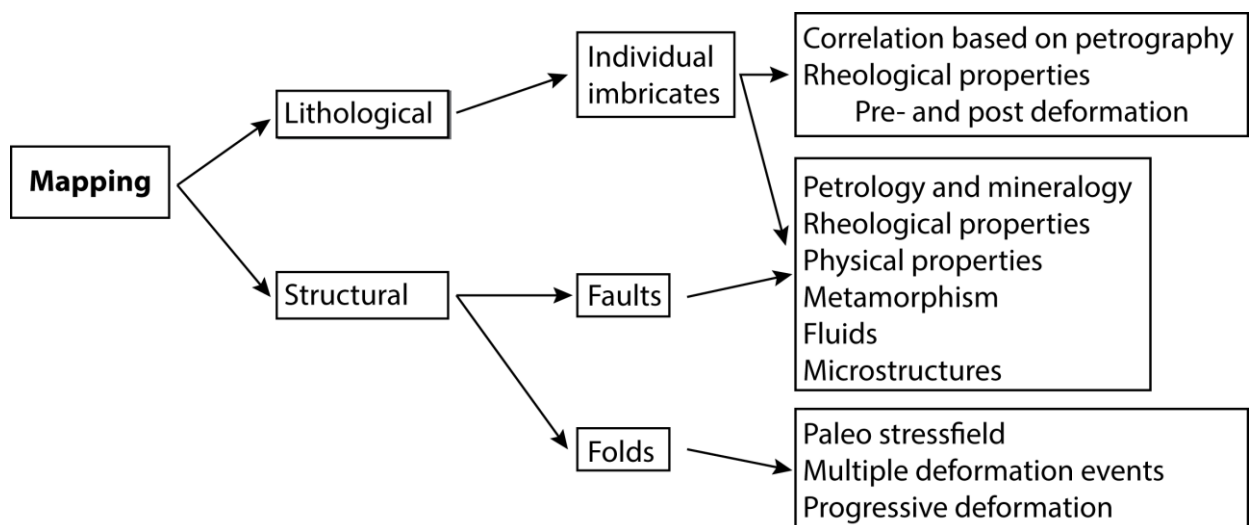 Mapping
Lithological
Structural
Individual
imbricates
Faults
Folds
Correlation based on petrography
Rheological properties
Pre- and post deformation
Petrology and mineralogy
Rheological properties
Physical properties
Metamorphism
Fluids
Microstructures
Paleo stressfield
Multiple deformation events
Progressive deformation